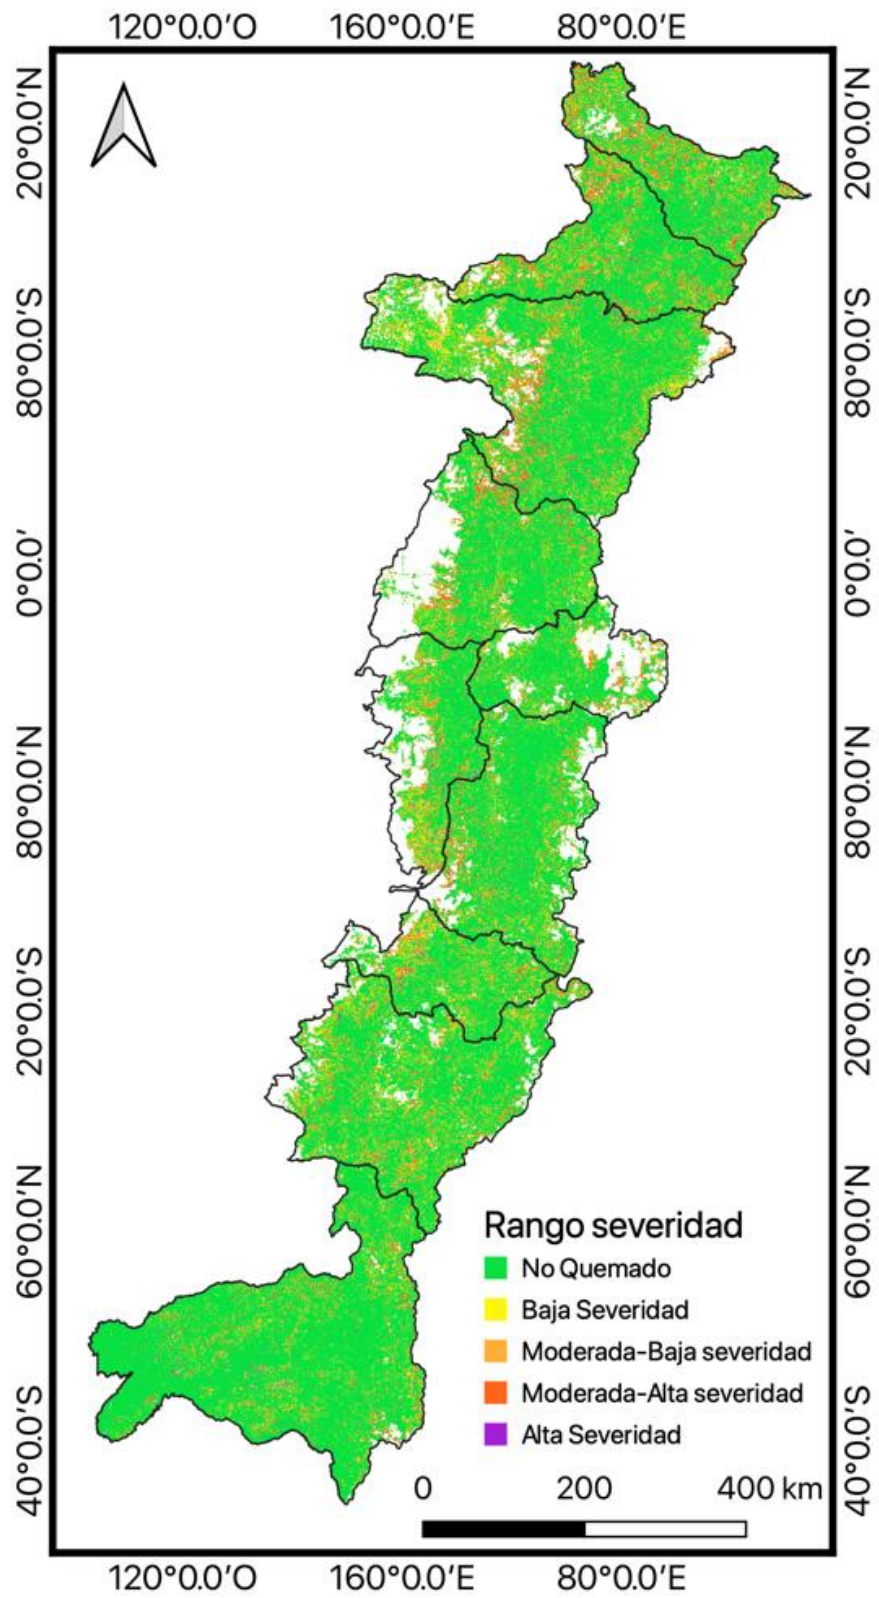 120°0.0'O 160°0.0'E 80°0.0'E
20°0.0'N 20°0.0'N
80°0.0'S 80°0.0'S
0°0.0' 0°0.0'
80°0.0'N 80°0.0'N
20°0.0'S 20°0.0'S
60°0.0'N 60°0.0'N
Rango severidad
No Quemado
Baja Severidad
Moderada-Baja severidad
Moderada-Alta severidad
Alta Severidad
40°0.0'S 40°0.0'S
0 200 400 km
120°0.0'O 160°0.0'E 80°0.0'E